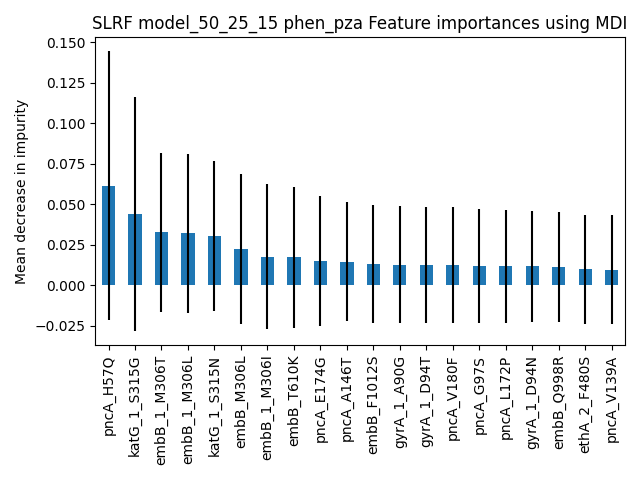 SLRF model_50_25_15 phen_pza Feature importances using MDI
Mean decrease in impurity
0.150
0.125
0.100
0.075
0.050
0.025
0.000
−0.025
pncA_H57Q
katG_1_S315G
embB_1_M306T
embB_1_M306L
katG_1_S315N
embB_M306L
embB_1_M306I
embB_T610K
pncA_E174G
pncA_A146T
embB_F1012S
gyrA_1_A90G
gyrA_1_D94T
pncA_V180F
pncA_G97S
pncA_L172P
gyrA_1_D94N
embB_Q998R
ethA_2_F480S
pncA_V139A